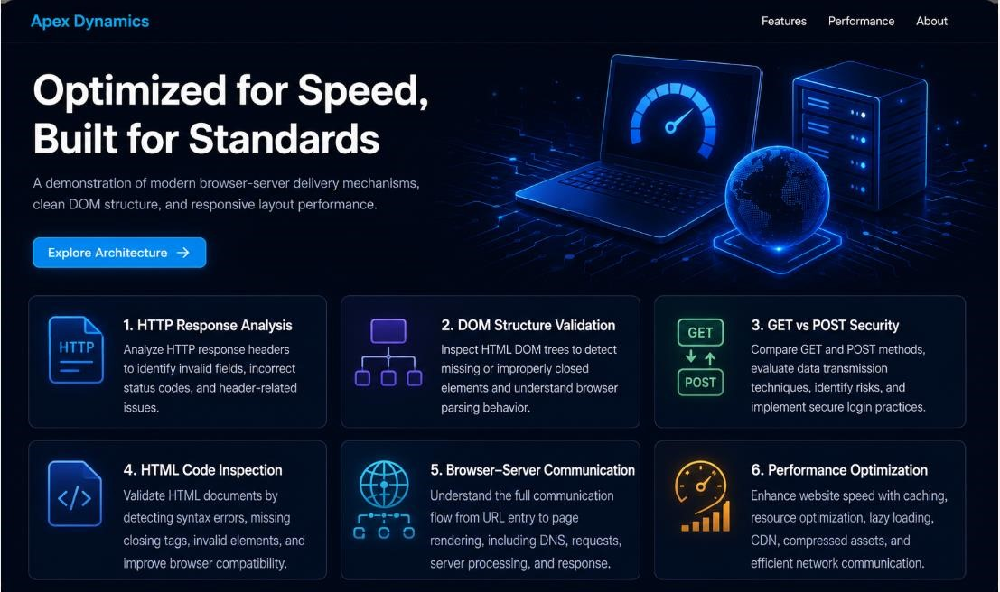 Apex Dynamics
Features
Performance
About
Optimized for Speed,
Built for Standards
A demonstration of modern browser-server delivery mechanisms,
clean DOM structure, and responsive layout performance.
Explore Architecture →
HTTP
1. HTTP Response Analysis
Analyze HTTP response headers
to identify invalid fields, incorrect
status codes, and header-related
issues.
2. DOM Structure Validation
Inspect HTML DOM trees to detect
missing or improperly closed
elements and understand browser
parsing behavior.
GET
POST
3. GET vs POST Security
Compare GET and POST methods,
evaluate data transmission
techniques, identify risks, and
implement secure login practices.
</>
4. HTML Code Inspection
Validate HTML documents by
detecting syntax errors, missing
closing tags, invalid elements, and
improve browser compatibility.
5. Browser–Server Communication
Understand the full communication
flow from URL entry to page
rendering, including DNS, requests,
server processing, and response.
6. Performance Optimization
Enhance website speed with caching,
resource optimization, lazy loading,
CDN, compressed assets, and
efficient network communication.